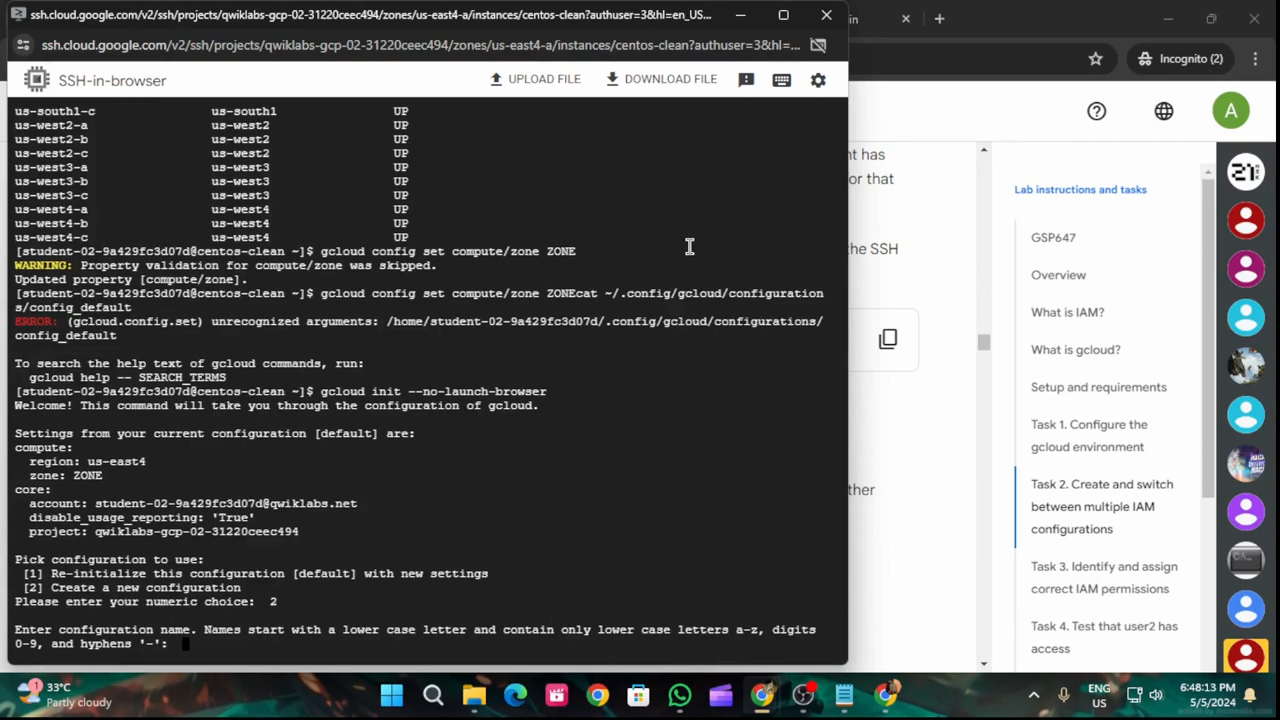 ssh.cloud.google.com/v2/ssh/projects/qwiklabs-gcp-02-31220ceec494/zones/us-east4-a/instances/centos-clean?authuser=3&hl=en_US...
in
ssh.cloud.google.com/v2/ssh/projects/qwiklabs-gcp-02-31220ceec494/zones/us-east4-a/instances/centos-clean?authuser=3&hl=...
Incognito (2)
SSH-in-browser
UPLOAD FILE
DOWNLOAD FILE
A
us-south1-c us-south1 UP
us-west2-a us-west2 UP
us-west2-b us-west2 UP
us-west2-c us-west2 UP
us-west3-a us-west3 UP
us-west3-b us-west3 UP
us-west3-c us-west3 UP
us-west4-a us-west4 UP
us-west4-b us-west4 UP
us-west4-c us-west4 UP
[student-02-9a429fc3d07d@centos-clean ~]$ gcloud config set compute/zone ZONE
WARNING: Property validation for compute/zone was skipped.
Updated property [compute/zone].
[student-02-9a429fc3d07d@centos-clean ~]$ gcloud config set compute/zone ZONEcat ~/.config/gcloud/configuration
s/config_default
ERROR: (gcloud.config.set) unrecognized arguments: /home/student-02-9a429fc3d07d/.config/gcloud/configurations/
config_default
To search the help text of gcloud commands, run:
gcloud help -- SEARCH_TERMS
[student-02-9a429fc3d07d@centos-clean ~]$ gcloud init --no-launch-browser
Welcome! This command will take you through the configuration of gcloud.
Settings from your current configuration [default] are:
compute:
region: us-east4
zone: ZONE
core:
account: student-02-9a429fc3d07d@qwiklabs.net
disable_usage_reporting: 'True'
project: qwiklabs-gcp-02-31220ceec494
Pick configuration to use:
[1] Re-initialize this configuration [default] with new settings
[2] Create a new configuration
Please enter your numeric choice: 2
Enter configuration name. Names start with a lower case letter and contain only lower case letters a-z, digits
0-9, and hyphens '-':
nt has
or that
the SSH
ther
Lab instructions and tasks
GSP647
Overview
What is IAM?
What is gcloud?
Setup and requirements
Task 1. Configure the
gcloud environment
Task 2. Create and switch
between multiple IAM
configurations
Task 3. Identify and assign
correct IAM permissions
Task 4. Test that user2 has
access
1
33°C
Partly cloudy
ENG
US
6:48:13 PM
5/5/2024